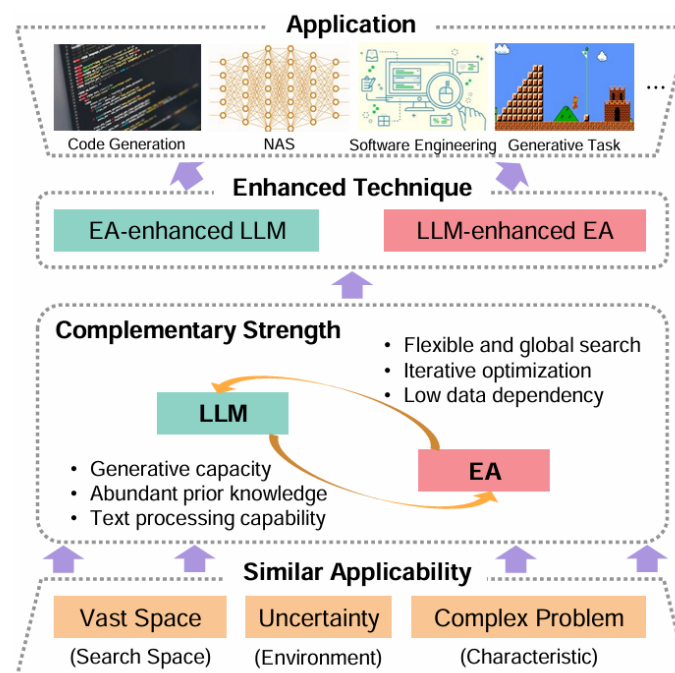 Application
Code Generation
NAS
Software Engineering
Generative Task
...
Enhanced Technique
EA-enhanced LLM
LLM-enhanced EA
Complementary Strength
• Flexible and global search
• Iterative optimization
• Low data dependency
LLM
EA
• Generative capacity
• Abundant prior knowledge
• Text processing capability
Similar Applicability
Vast Space
Uncertainty
Complex Problem
(Search Space)
(Environment)
(Characteristic)